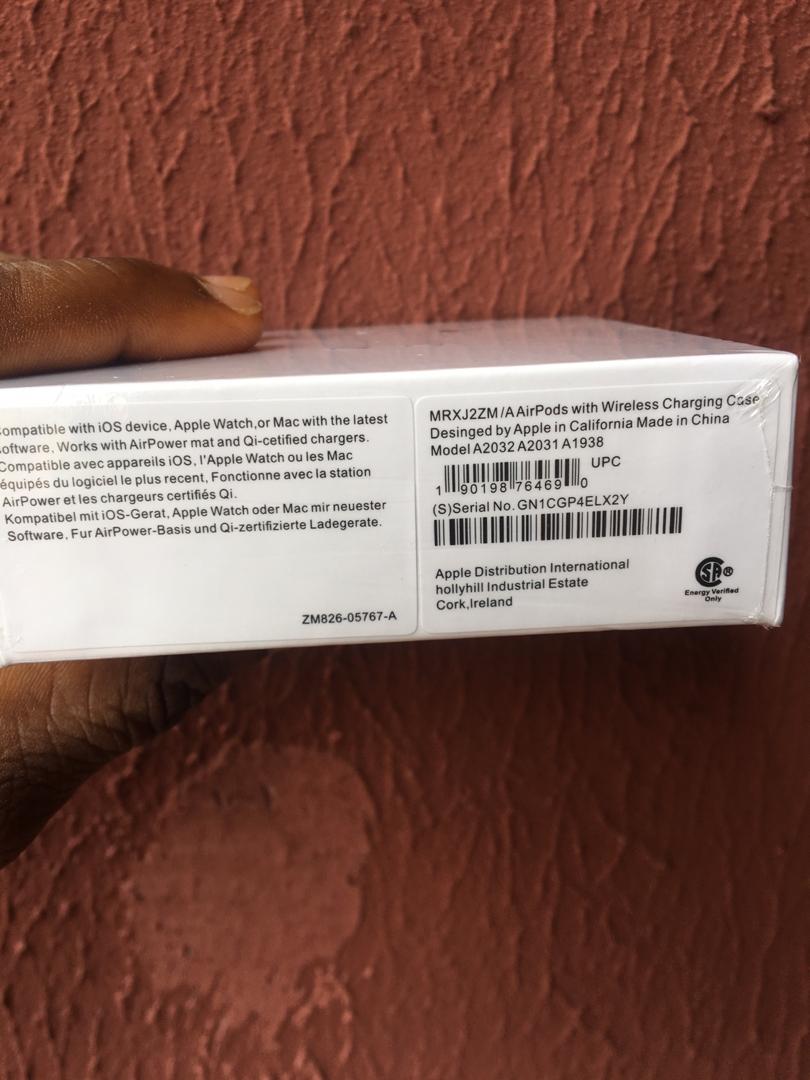 ompatible with iOS device, Apple Watch,or Mac with the latest
oftware, Works with AirPower mat and Qi-cetified chargers.
Compatible avec appareils iOS, l'Apple Watch ou les Mac
équipés du logiciel le plus recent, Fonctionne avec la station
AirPower et les chargeurs certifiés Qi.
Kompatibel mit iOS-Gerat, Apple Watch oder Mac mir neuester
Software, Fur AirPower-Basis und Qi-zertifizierte Ladegerate.
ZM826-05767-A
MRXJ2ZM/A AirPods with Wireless Charging Case
Desinged by Apple in California Made in China
Model A2032 A2031 A1938
UPC
1 90198 76469 0
(S)Serial No. GN1CGP4ELX2Y
Apple Distribution International
hollyhill Industrial Estate
Cork,Ireland
SA®
Energy Verified
Only